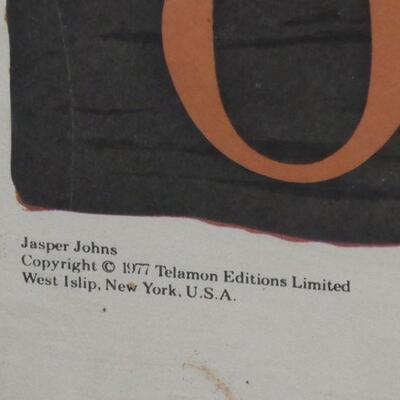 O
Jasper Johns
Copyright © 1977 Telamon Editions Limited
West Islip, New York, U.S.A.